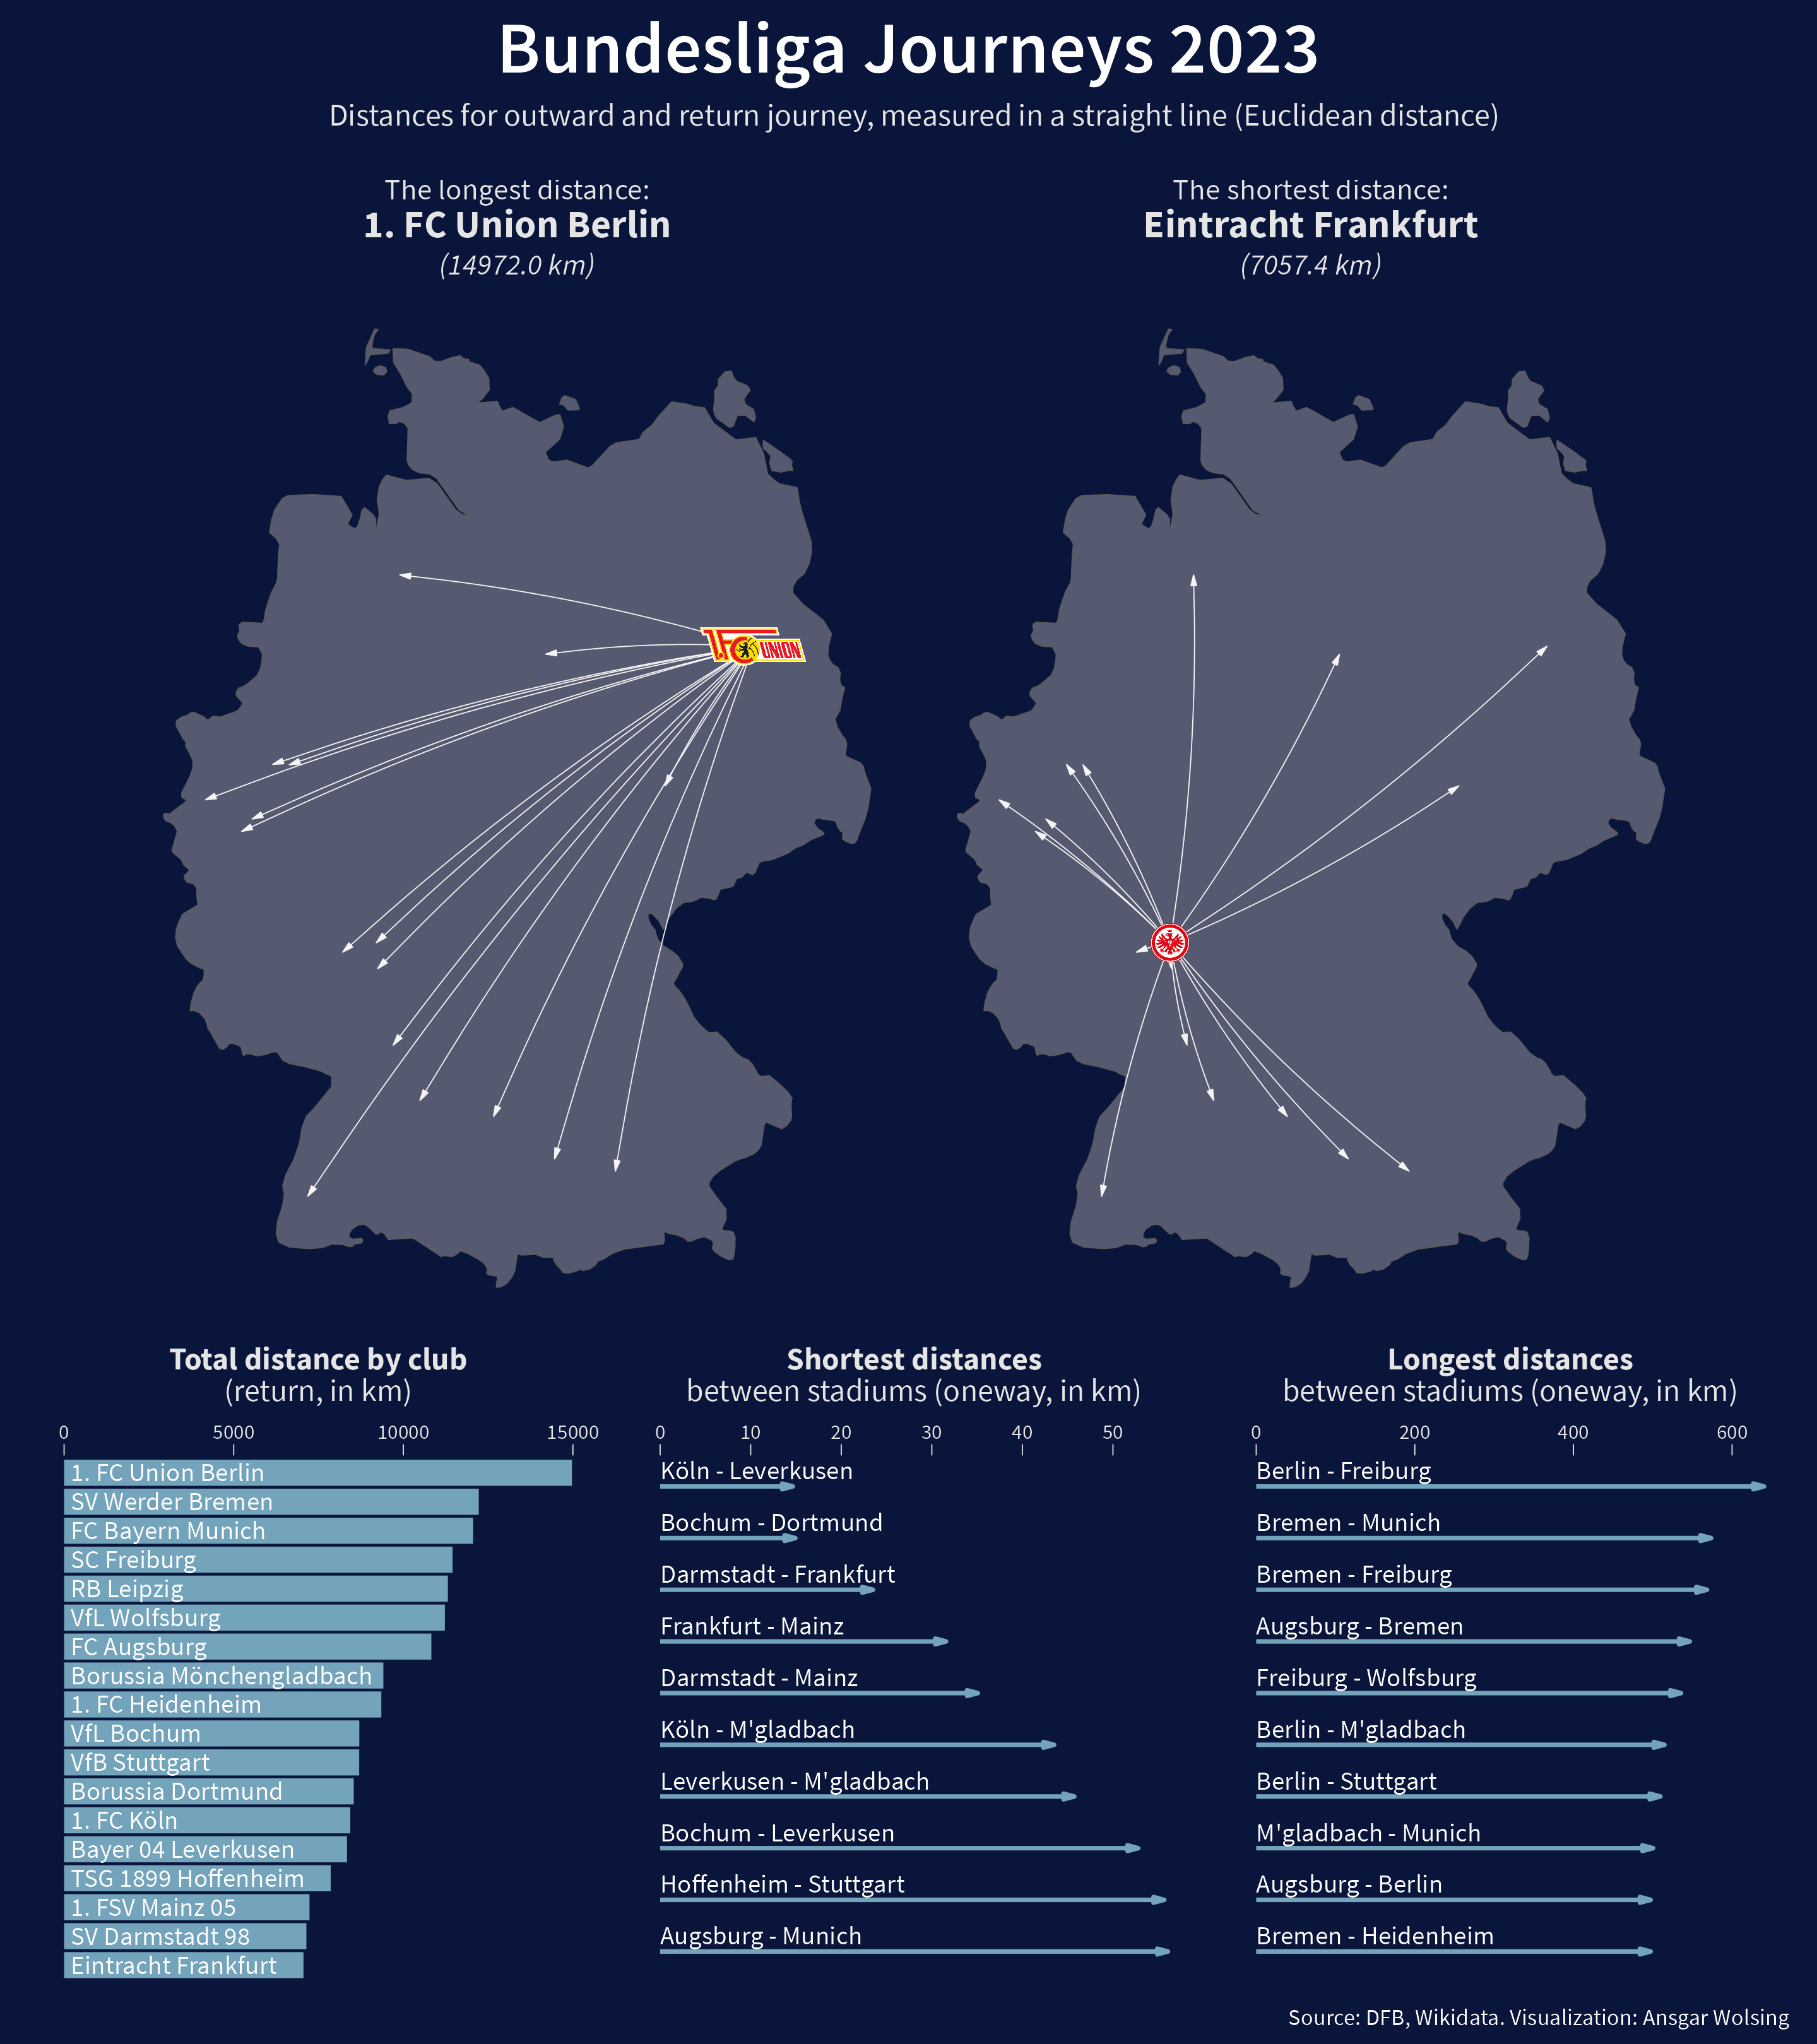 Bundesliga Journeys 2023
Distances for outward and return journey, measured in a straight line (Euclidean distance)
The longest distance:
1. FC Union Berlin
(14972.0 km)
The shortest distance:
Eintracht Frankfurt
(7057.4 km)
1.FC UNION
Total distance by club
(return, in km)
0 5000 10000 15000
1. FC Union Berlin
SV Werder Bremen
FC Bayern Munich
SC Freiburg
RB Leipzig
VfL Wolfsburg
FC Augsburg
Borussia Mönchengladbach
1. FC Heidenheim
VfL Bochum
VfB Stuttgart
Borussia Dortmund
1. FC Köln
Bayer 04 Leverkusen
TSG 1899 Hoffenheim
1. FSV Mainz 05
SV Darmstadt 98
Eintracht Frankfurt
Shortest distances
between stadiums (oneway, in km)
0 10 20 30 40 50
Köln - Leverkusen
Bochum - Dortmund
Darmstadt - Frankfurt
Frankfurt - Mainz
Darmstadt - Mainz
Köln - M'gladbach
Leverkusen - M'gladbach
Bochum - Leverkusen
Hoffenheim - Stuttgart
Augsburg - Munich
Longest distances
between stadiums (oneway, in km)
0 200 400 600
Berlin - Freiburg
Bremen - Munich
Bremen - Freiburg
Augsburg - Bremen
Freiburg - Wolfsburg
Berlin - M'gladbach
Berlin - Stuttgart
M'gladbach - Munich
Augsburg - Berlin
Bremen - Heidenheim
Source: DFB, Wikidata. Visualization: Ansgar Wolsing